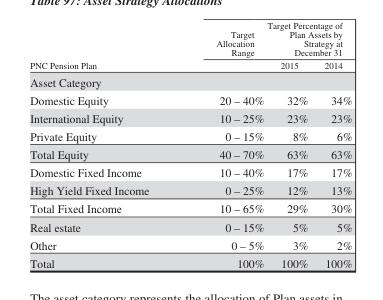 Table 97: Asset Strategy Allocations
Target Percentage of
Target Plan Assets by
Allocation Strategy at
Range December 31
PNC Pension Plan 2015 2014
Asset Category
Domestic Equity 20 – 40% 32% 34%
International Equity 10 – 25% 23% 23%
Private Equity 0 – 15% 8% 6%
Total Equity 40 – 70% 63% 63%
Domestic Fixed Income 10 – 40% 17% 17%
High Yield Fixed Income 0 – 25% 12% 13%
Total Fixed Income 10 – 65% 29% 30%
Real estate 0 – 15% 5% 5%
Other 0 – 5% 3% 2%
Total 100% 100% 100%
The asset category represents the allocation of Plan assets in